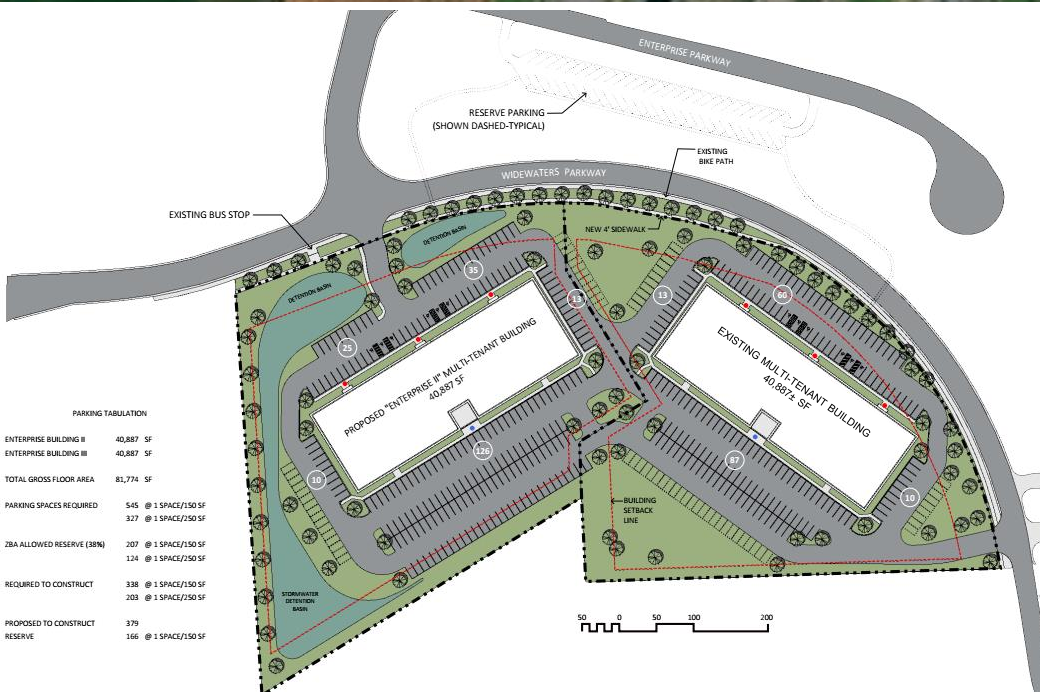 ENTERPRISE PARKWAY
RESERVE PARKING
(SHOWN DASHED-TYPICAL)
EXISTING
BIKE PATH
WIDEWATERS PARKWAY
EXISTING BUS STOP
NEW 4' SIDEWALK
DETENTION BASIN
DETENTION BASIN
35
13
13
60
25
PROPOSED "ENTERPRISE II" MULTI-TENANT BUILDING
40,887 SF
EXISTING MULTI-TENANT BUILDING
40,887± SF
126
87
10
10
BUILDING
SETBACK
LINE
STORMWATER
DETENTION
BASIN
PARKING TABULATION
ENTERPRISE BUILDING II 40,887 SF
ENTERPRISE BUILDING III 40,887 SF
TOTAL GROSS FLOOR AREA 81,774 SF
PARKING SPACES REQUIRED 545 @ 1 SPACE/150 SF
327 @ 1 SPACE/250 SF
ZBA ALLOWED RESERVE (38%) 207 @ 1 SPACE/150 SF
124 @ 1 SPACE/250 SF
REQUIRED TO CONSTRUCT 338 @ 1 SPACE/150 SF
203 @ 1 SPACE/250 SF
PROPOSED TO CONSTRUCT 379
RESERVE 166 @ 1 SPACE/150 SF
50 0 50 100 200